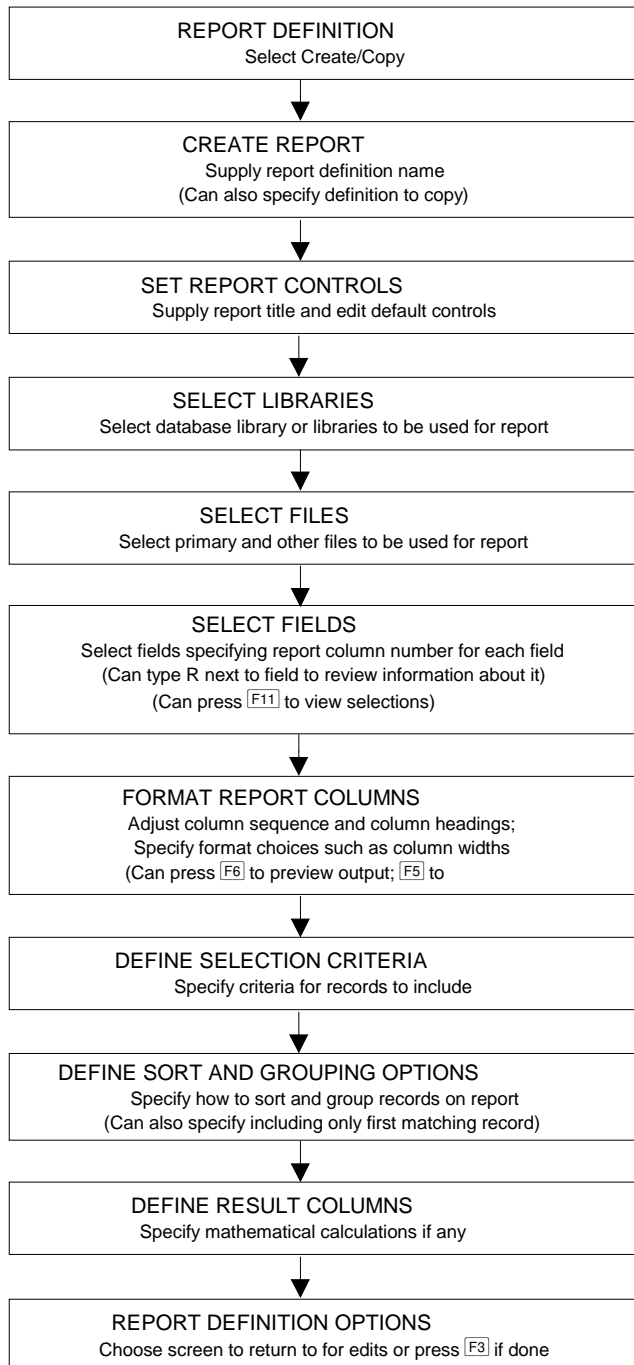 REPORT DEFINITION
Select Create/Copy
CREATE REPORT
Supply report definition name
(Can also specify definition to copy)
SET REPORT CONTROLS
Supply report title and edit default controls
SELECT LIBRARIES
Select database library or libraries to be used for report
SELECT FILES
Select primary and other files to be used for report
SELECT FIELDS
Select fields specifying report column number for each field
(Can type R next to field to review information about it)
(Can press F11 to view selections)
FORMAT REPORT COLUMNS
Adjust column sequence and column headings;
Specify format choices such as column widths
(Can press F6 to preview output; F5 to
DEFINE SELECTION CRITERIA
Specify criteria for records to include
DEFINE SORT AND GROUPING OPTIONS
Specify how to sort and group records on report
(Can also specify including only first matching record)
DEFINE RESULT COLUMNS
Specify mathematical calculations if any
REPORT DEFINITION OPTIONS
Choose screen to return to for edits or press F3 if done